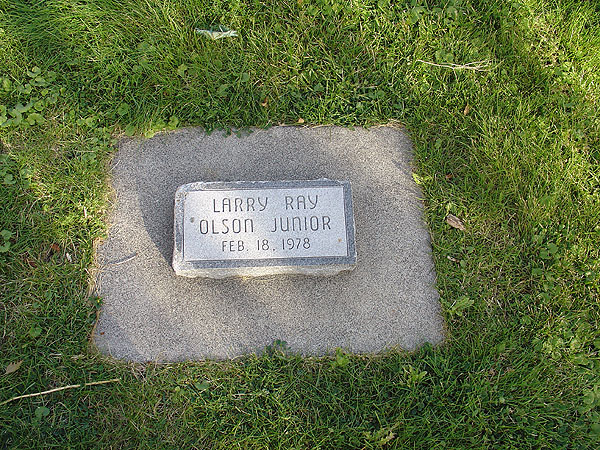 LARRY RAY
OLSON JUNIOR
FEB. 18, 1978